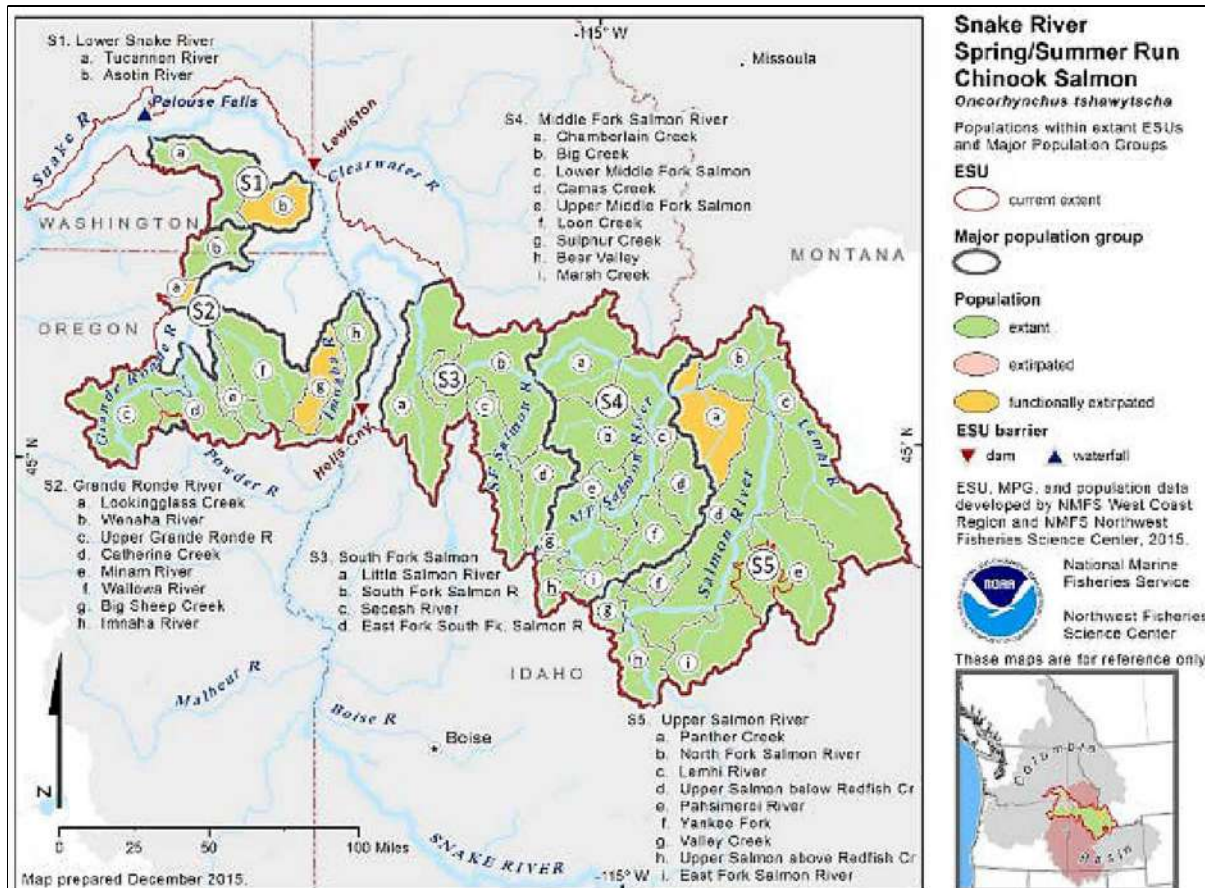 S1. Lower Snake River
a. Tucannon River
b. Asotin River
Palouse Falls
Snake R
Lewiston
Clearwater R
-115° W
Missoula
S4. Middle Fork Salmon River
a. Chamberlain Creek
b. Big Creek
c. Lower Middle Fork Salmon
d. Camas Creek
e. Upper Middle Fork Salmon
f. Loon Creek
g. Sulphur Creek
h. Bear Valley
i. Marsh Creek
WASHINGTON
OREGON
MONTANA
IDAHO
S1
a
b
S2
a
b
c
d
e
f
g
h
Grande Ronde R
Imnaha R
Hells Cny
Powder R
45° N
S3
a
b
c
d
SF Salmon R
S4
a
b
c
d
e
f
g
h
i
MF Salmon River
S5
a
b
c
d
e
f
g
h
i
Salmon River
Lemhi R
45° N
S2. Grande Ronde River
a. Lookingglass Creek
b. Wenaha River
c. Upper Grande Ronde R
d. Catherine Creek
e. Minam River
f. Wallowa River
g. Big Sheep Creek
h. Imnaha River
S3. South Fork Salmon
a. Little Salmon River
b. South Fork Salmon R
c. Secesh River
d. East Fork South Fk. Salmon R
Malheur R
Boise R
Boise
SNAKE RIVER
S5. Upper Salmon River
a. Panther Creek
b. North Fork Salmon River
c. Lemhi River
d. Upper Salmon below Redfish Cr
e. Pahsimeroi River
f. Yankee Fork
g. Valley Creek
h. Upper Salmon above Redfish Cr
i. East Fork Salmon River
-115° W
N
0 25 50 100 Miles
Map prepared December 2015.
Snake River
Spring/Summer Run
Chinook Salmon
Oncorhynchus tshawytscha
Populations within extant ESUs
and Major Population Groups
ESU
current extent
Major population group
Population
extant
extirpated
functionally extirpated
ESU barrier
dam
waterfall
ESU, MPG, and population data
developed by NMFS West Coast
Region and NMFS Northwest
Fisheries Science Center, 2015.
NOAA
National Marine
Fisheries Service
Northwest Fisheries
Science Center
These maps are for reference only
Columbia
Basin